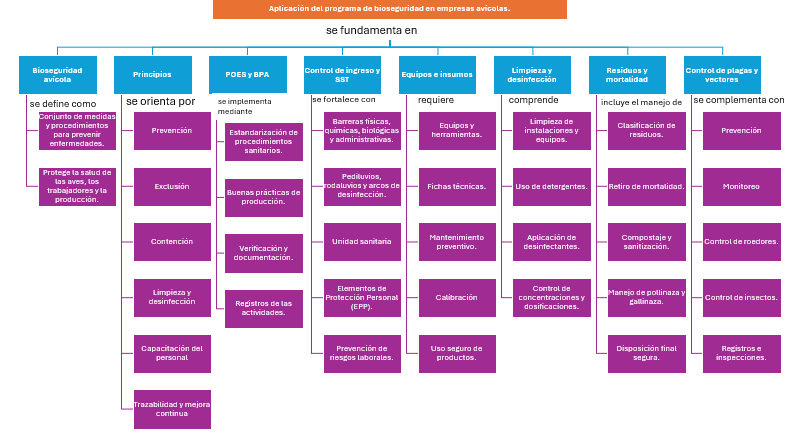 Aplicación del programa de bioseguridad en empresas avícolas.
se fundamenta en
Bioseguridad
avícola
se define como
Conjunto de medidas
y procedimientos
para prevenir
enfermedades.
Protege la salud de
las aves, los
trabajadores y la
producción.
Principios
se orienta por
Prevención
Exclusión
Contención
Limpieza y
desinfección
Capacitación del
personal
Trazabilidad y mejora
continua
POES y BPA
se implementa
mediante
Estandarización de
procedimientos
sanitarios.
Buenas prácticas de
producción.
Verificación y
documentación.
Registros de las
actividades.
Control de ingreso y
SST
se fortalece con
Barreras físicas,
químicas, biológicas
y administrativas.
Pediluvios,
rodaluvios y arcos de
desinfección.
Unidad sanitaria
Elementos de
Protección Personal
(EPP).
Prevención de
riesgos laborales.
Equipos e insumos
requiere
Equipos y
herramientas.
Fichas técnicas.
Mantenimiento
preventivo.
Calibración
Uso seguro de
productos.
Limpieza y
desinfección
comprende
Limpieza de
instalaciones y
equipos.
Uso de detergentes.
Aplicación de
desinfectantes.
Control de
concentraciones y
dosificaciones.
Residuos y
mortalidad
incluye el manejo de
Clasificación de
residuos.
Retiro de mortalidad.
Compostaje y
sanitización.
Manejo de pollinaza y
gallinaza.
Disposición final
segura.
Control de plagas y
vectores
se complementa con
Prevención
Monitoreo
Control de roedores.
Control de insectos.
Registros e
inspecciones.